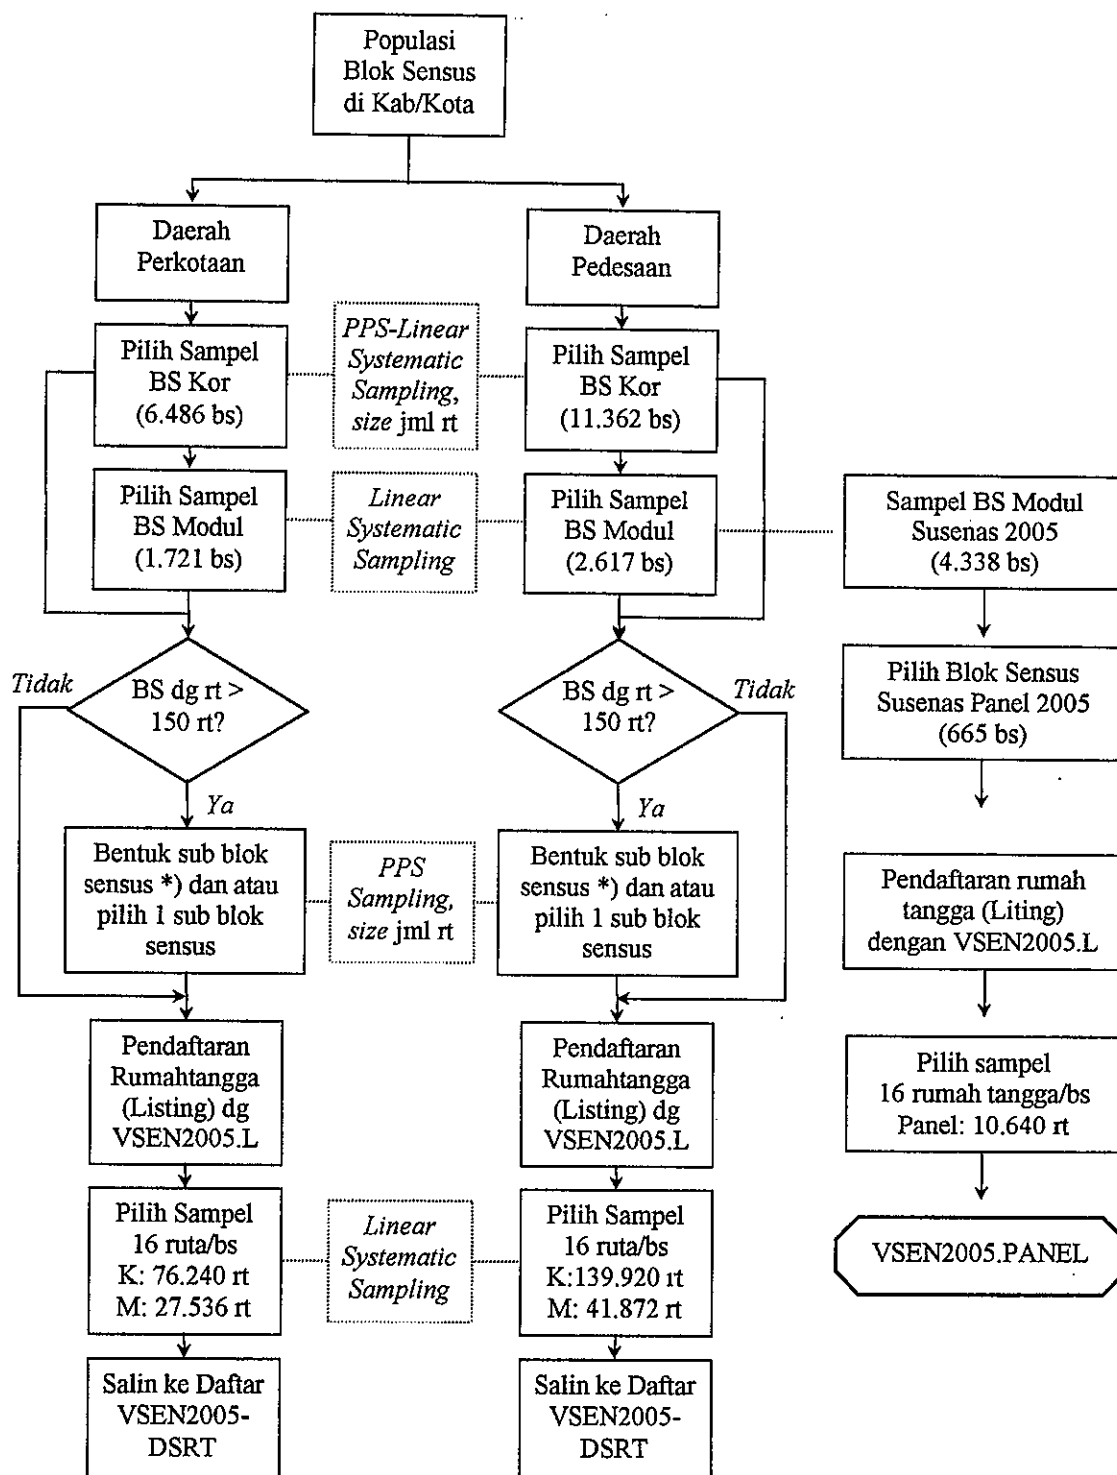 Populasi
Blok Sensus
di Kab/Kota
Daerah
Perkotaan
Daerah
Pedesaan
Pilih Sampel
BS Kor
(6.486 bs)
PPS-Linear
Systematic
Sampling,
size jml rt
Pilih Sampel
BS Kor
(11.362 bs)
Pilih Sampel
BS Modul
(1.721 bs)
Linear
Systematic
Sampling
Pilih Sampel
BS Modul
(2.617 bs)
Sampel BS Modul
Susenas 2005
(4.338 bs)
Tidak
BS dg rt >
150 rt?
Ya
BS dg rt >
150 rt?
Tidak
Ya
Pilih Blok Sensus
Susenas Panel 2005
(665 bs)
Bentuk sub blok
sensus *) dan atau
pilih 1 sub blok
sensus
PPS
Sampling,
size jml rt
Bentuk sub blok
sensus *) dan atau
pilih 1 sub blok
sensus
Pendaftaran rumah
tangga (Liting)
dengan VSEN2005.L
Pendaftaran
Rumahtangga
(Listing) dg
VSEN2005.L
Pendaftaran
Rumahtangga
(Listing) dg
VSEN2005.L
Pilih sampel
16 rumah tangga/bs
Panel: 10.640 rt
Pilih Sampel
16 ruta/bs
K: 76.240 rt
M: 27.536 rt
Linear
Systematic
Sampling
Pilih Sampel
16 ruta/bs
K:139.920 rt
M: 41.872 rt
VSEN2005.PANEL
Salin ke Daftar
VSEN2005-
DSRT
Salin ke Daftar
VSEN2005-
DSRT